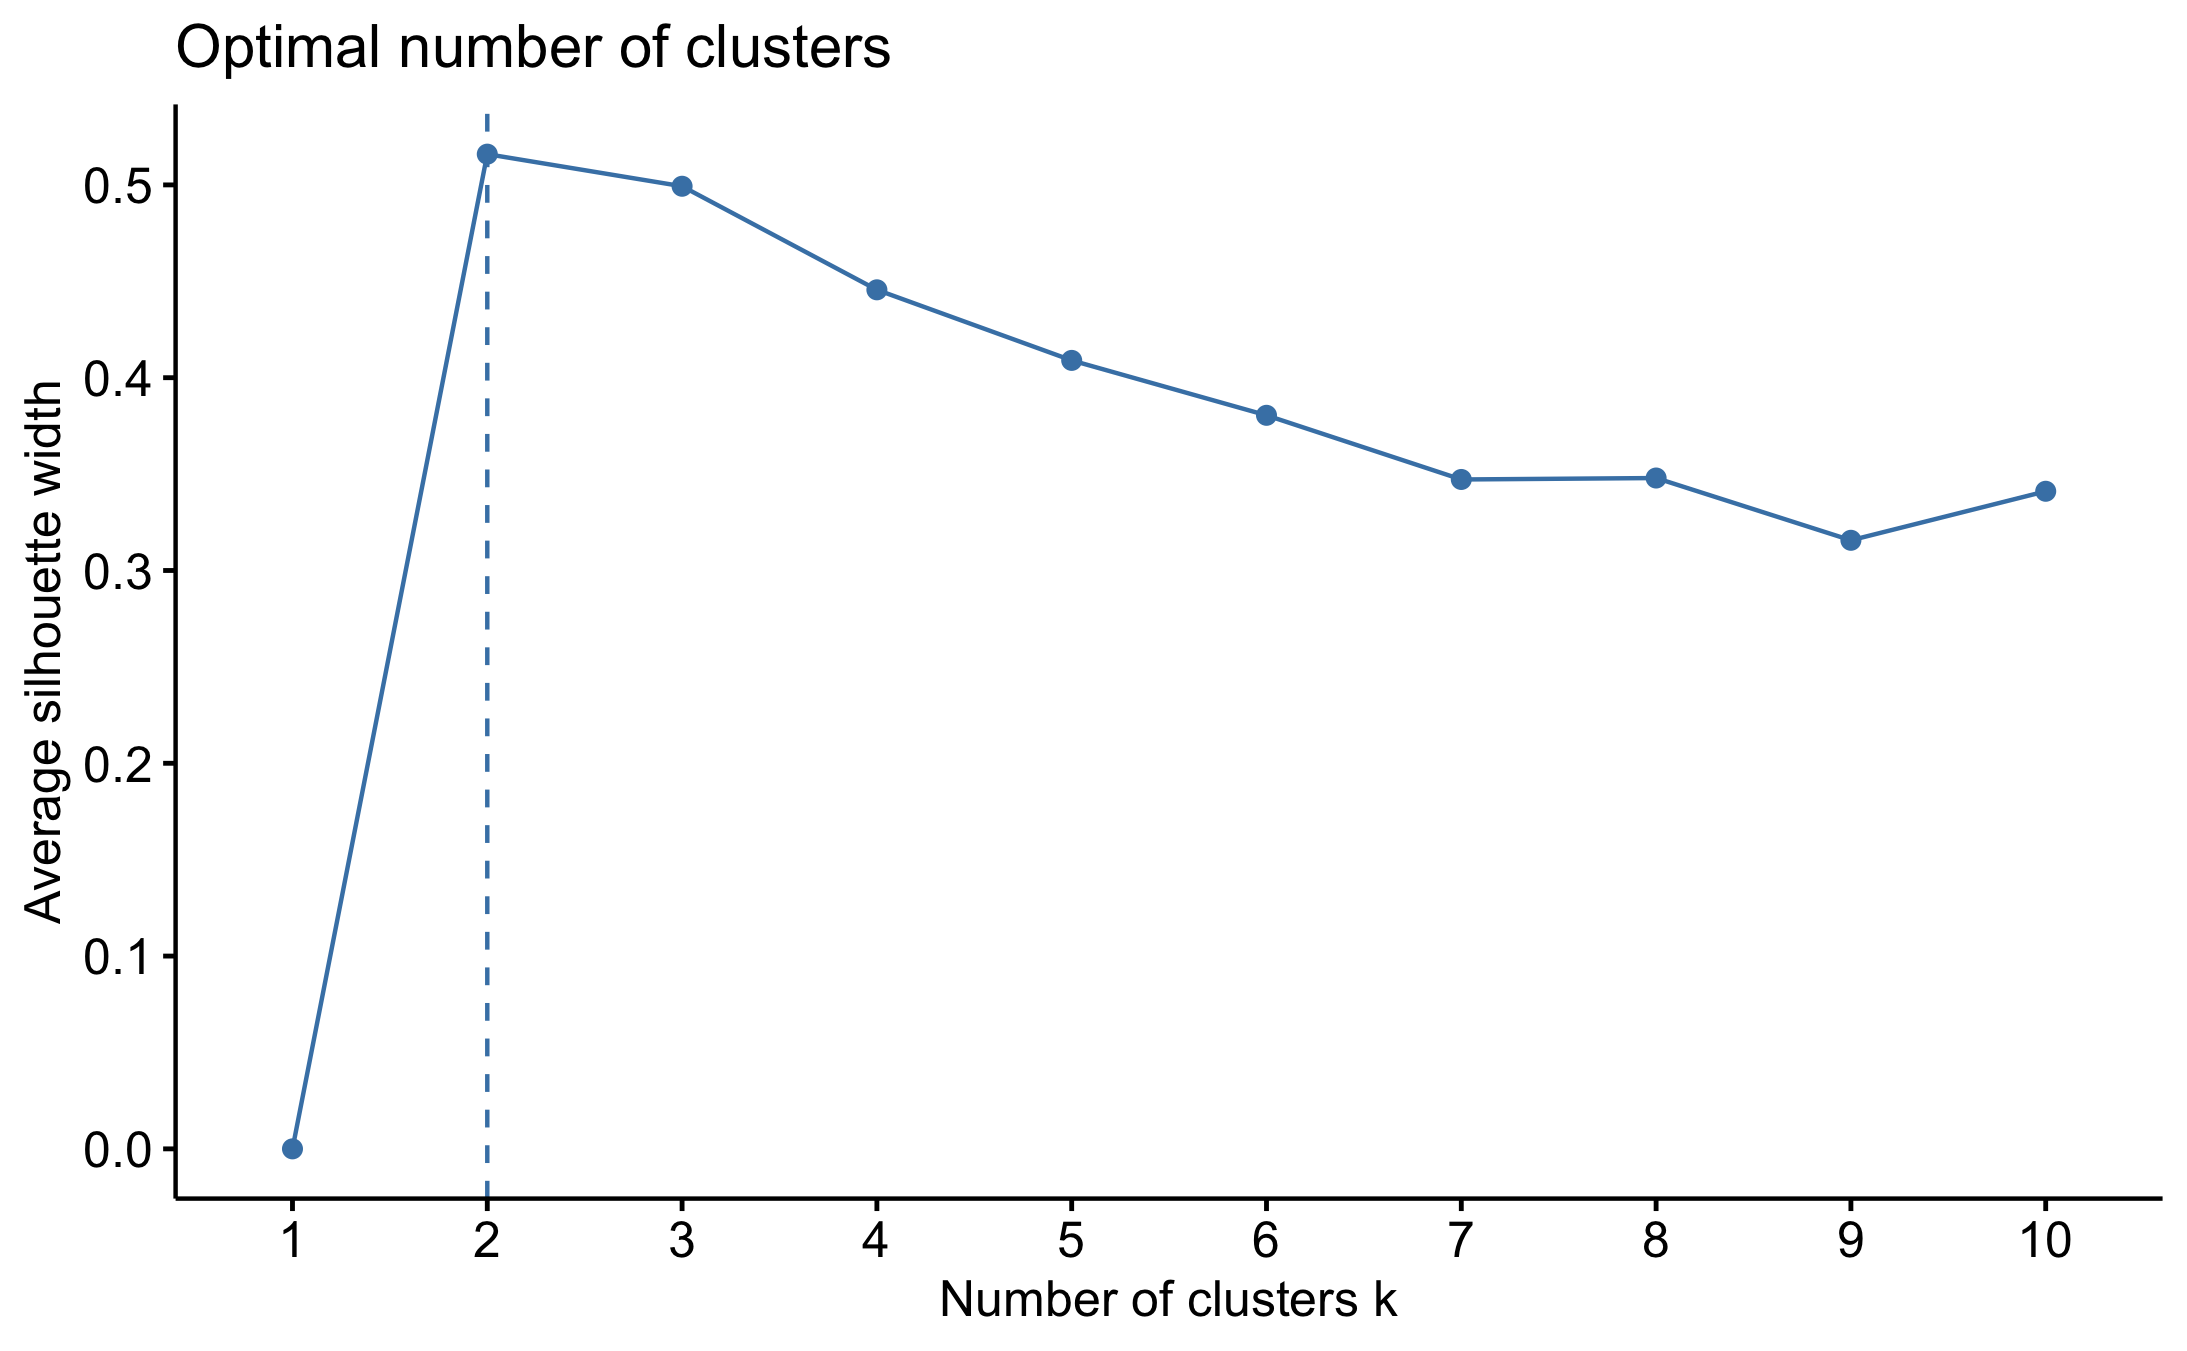 Optimal number of clusters
Average silhouette width
0.5
0.4
0.3
0.2
0.1
0.0
1 2 3 4 5 6 7 8 9 10
Number of clusters k